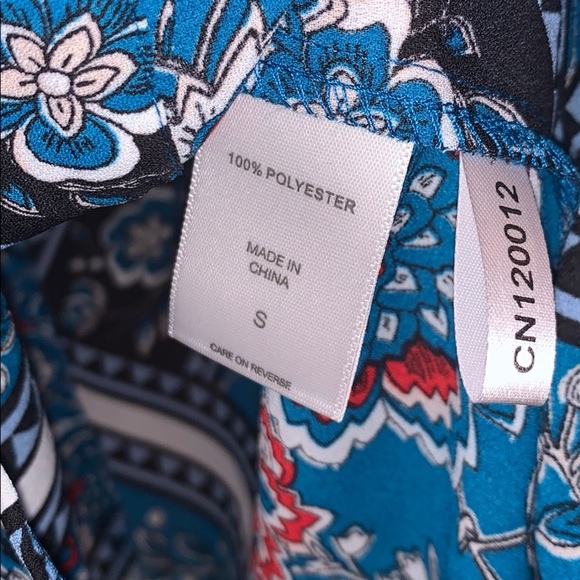 100% POLYESTER
MADE IN
CHINA
S
CARE ON REVERSE
CN120012